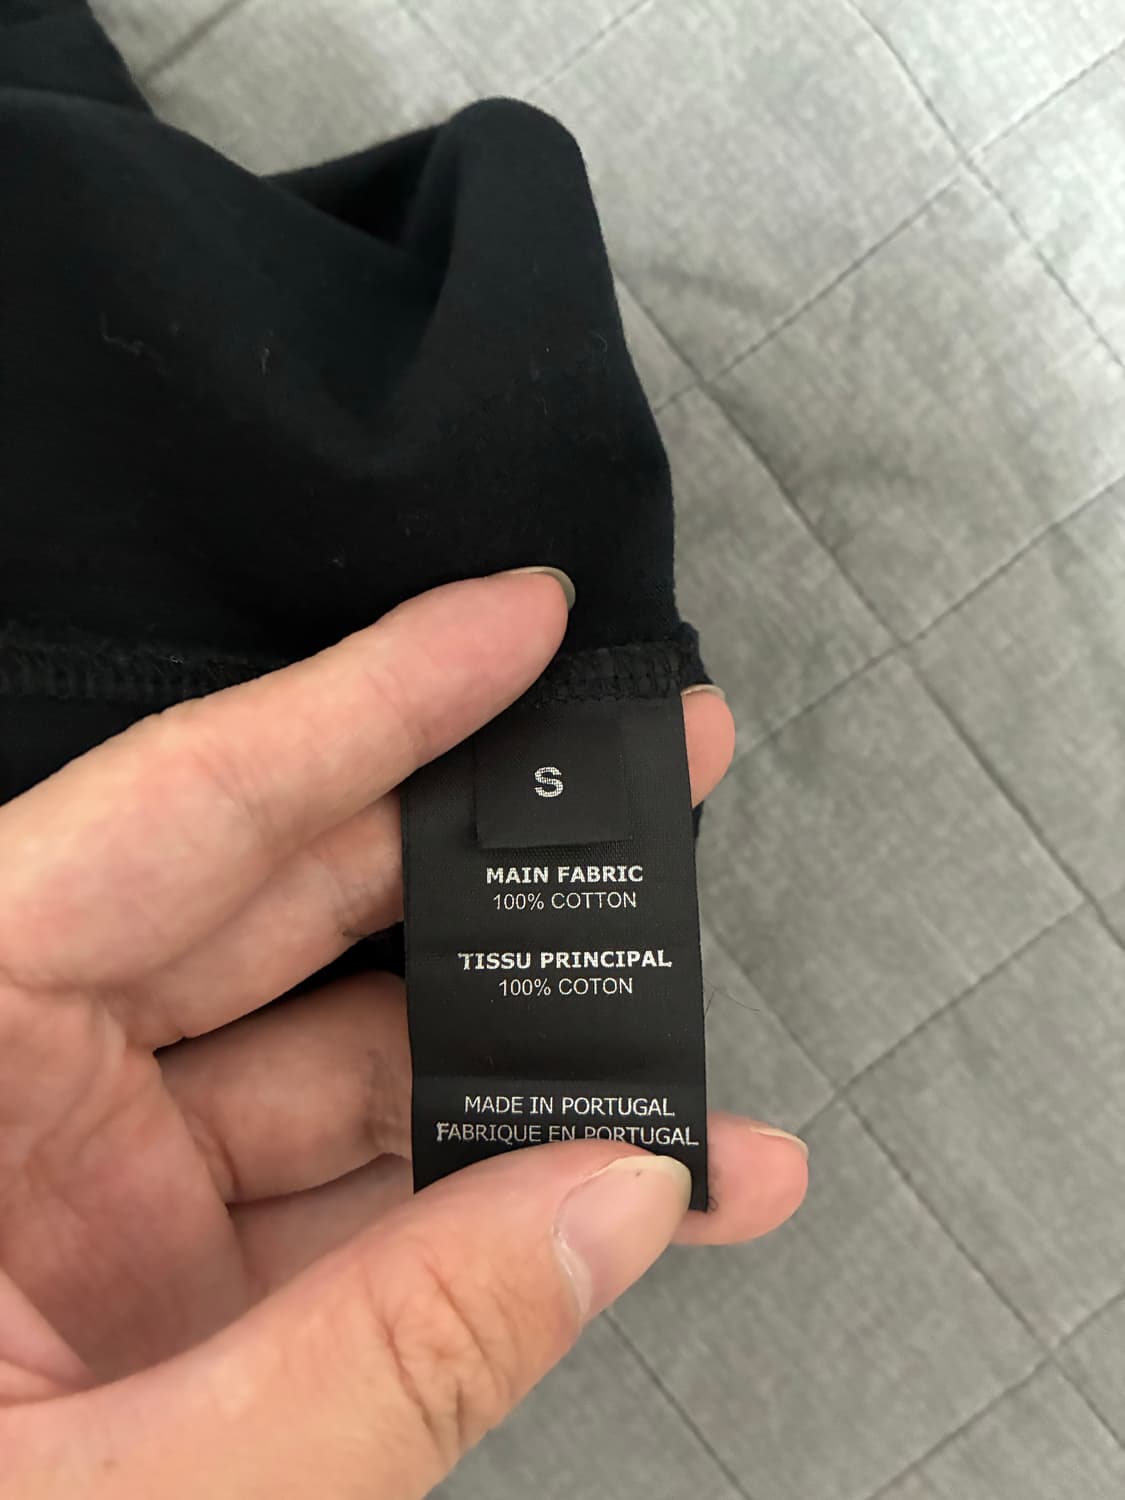 S
MAIN FABRIC
100% COTTON
TISSU PRINCIPAL
100% COTON
MADE IN PORTUGAL
FABRIQUE EN PORTUGAL